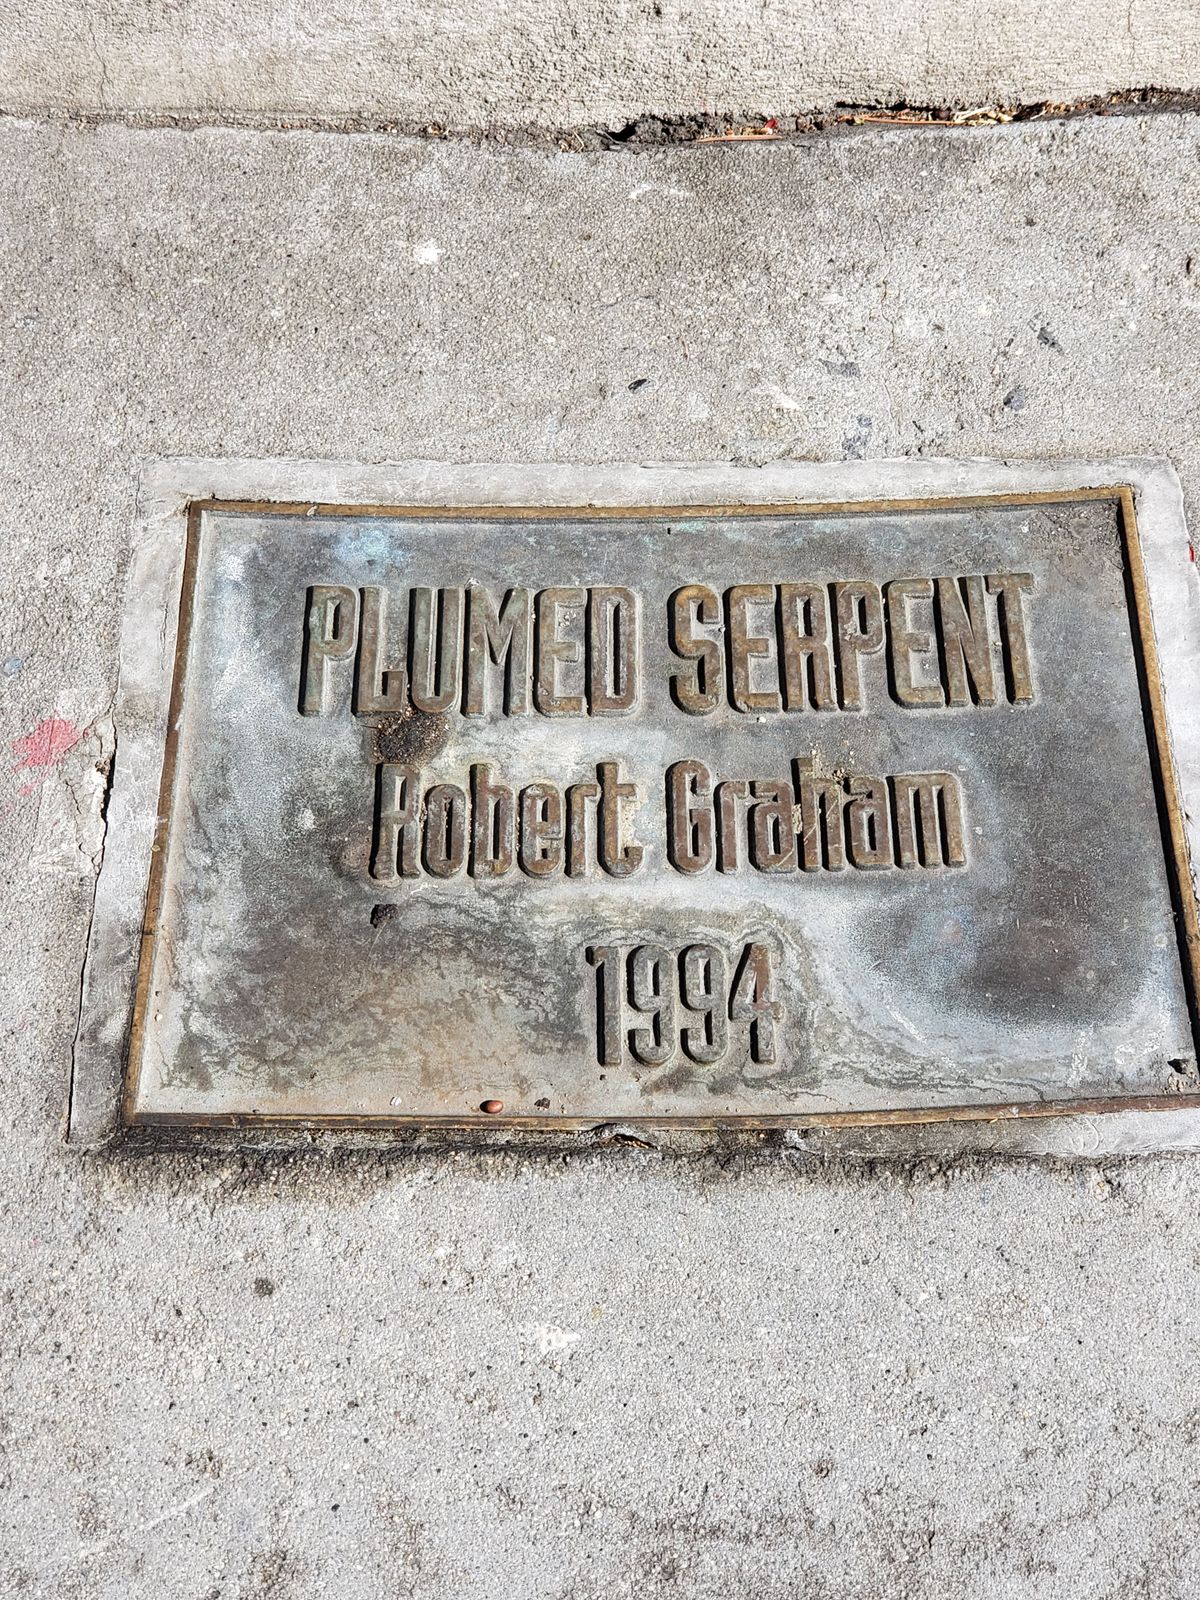 PLUMED SERPENT
Robert Graham
1994